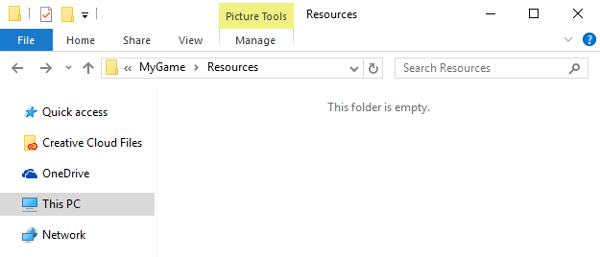 Picture Tools Resources
File Home Share View Manage
« MyGame > Resources Search Resources
This folder is empty.
Quick access
Creative Cloud Files
OneDrive
This PC
Network